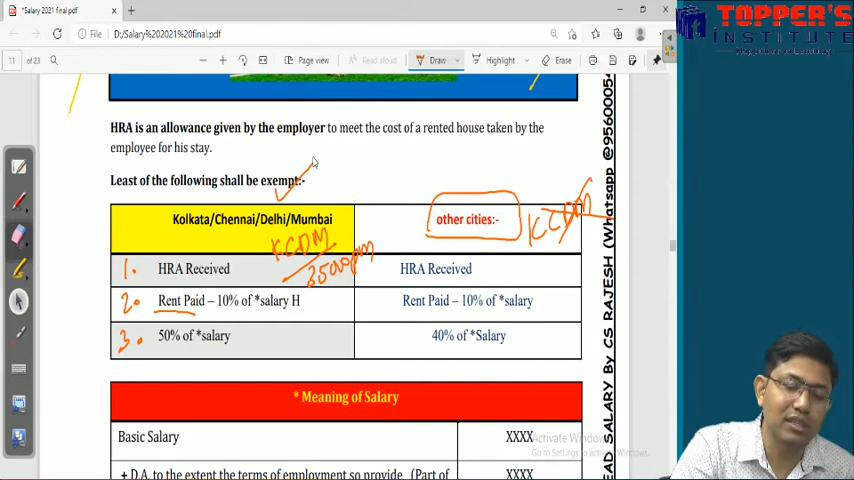 *Salary 2021 final.pdf
File
D:/Salary%202021%20final.pdf
11 of 23
Page view
Read aloud
Draw
Highlight
Erase
TOPPER'S
INSTITUTE
HRA is an allowance given by the employer to meet the cost of a rented house taken by the
employee for his stay.
Least of the following shall be exempt:-
Kolkata/Chennai/Delhi/Mumbai
other cities:-
KCDM
KCDM
3500 pm
1. HRA Received
HRA Received
2. Rent Paid – 10% of *salary H
Rent Paid – 10% of *salary
3. 50% of *salary
40% of *Salary
* Meaning of Salary
Basic Salary
XXXX
+ D.A. to the extent the terms of employment so provide (Part of
XXXX
Activate Windows
Go to Settings to activate Windows.
EAD SALARY BY CS RAJESH (Whatsapp @95600054